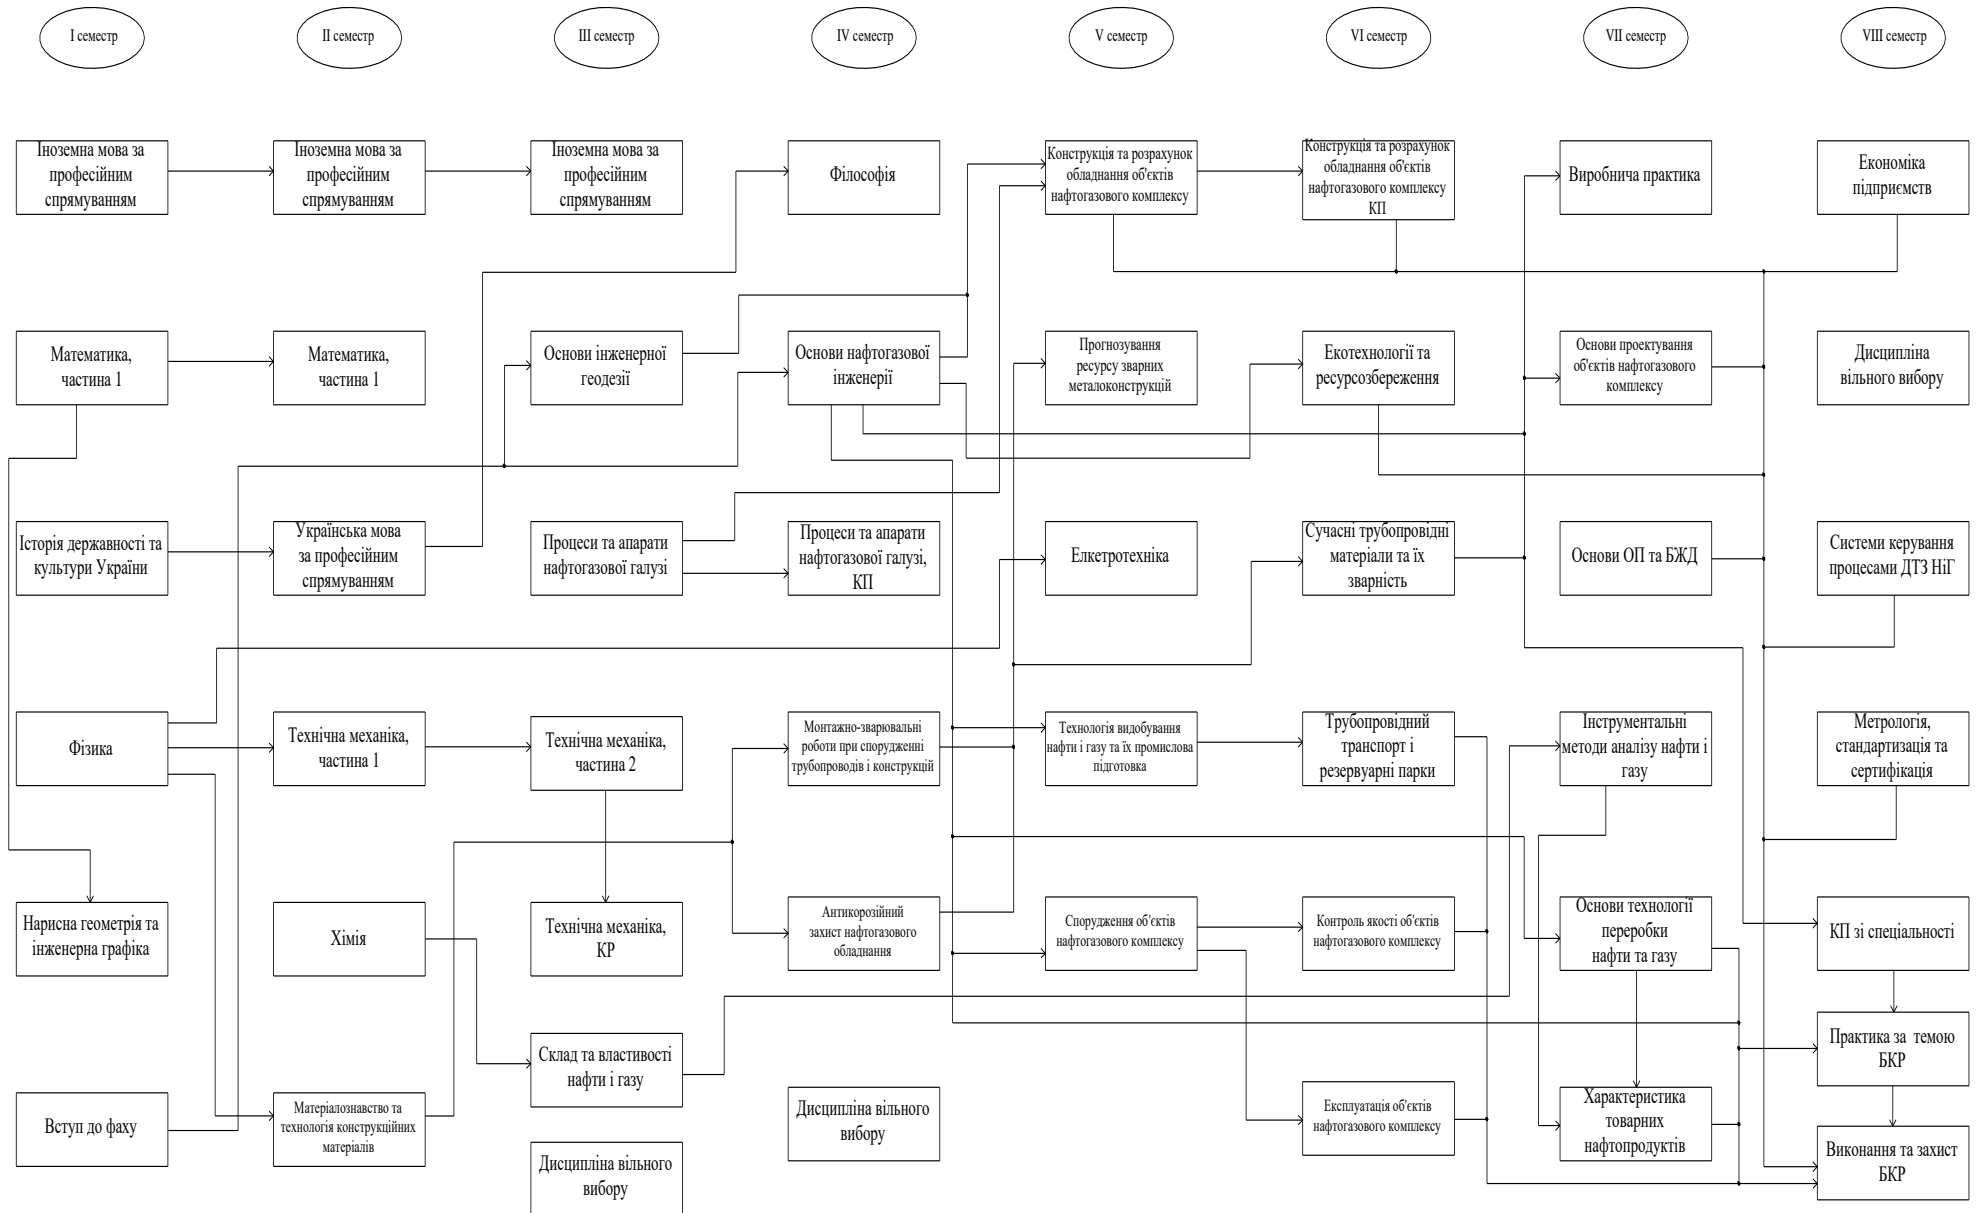 I семестр
II семестр
III семестр
IV семестр
V семестр
VI семестр
VII семестр
VIII семестр
Іноземна мова за
професійним
спрямуванням
Іноземна мова за
професійним
спрямуванням
Іноземна мова за
професійним
спрямуванням
Філософія
Конструкція та розрахунок
обладнання об'єктів
нафтогазового комплексу
Конструкція та розрахунок
обладнання об'єктів
нафтогазового комплексу
КП
Виробнича практика
Економіка
підприємств
Математика,
частина 1
Математика,
частина 1
Основи інженерної
геодезії
Основи нафтогазової
інженерії
Прогнозування
ресурсу зварних
металоконструкцій
Екотехнології та
ресурсозбереження
Основи проектування
об'єктів нафтогазового
комплексу
Дисципліна
вільного вибору
Історія державності та
культури України
Українська мова
за професійним
спрямуванням
Процеси та апарати
нафтогазової галузі
Процеси та апарати
нафтогазової галузі,
КП
Елкетротехніка
Сучасні трубопровідні
матеріали та їх
зварність
Основи ОП та БЖД
Системи керування
процесами ДТЗ НіГ
Фізика
Технічна механіка,
частина 1
Технічна механіка,
частина 2
Монтажно-зварювальні
роботи при спорудженні
трубопроводів і конструкцій
Технологія видобування
нафти і газу та їх промислова
підготовка
Трубопровідний
транспорт і
резервуарні парки
Інструментальні
методи аналізу нафти і
газу
Метрологія,
стандартизація та
сертифікація
Нарисна геометрія та
інженерна графіка
Хімія
Технічна механіка,
КР
Антикорозійний
захист нафтогазового
обладнання
Спорудження об'єктів
нафтогазового комплексу
Контроль якості об'єктів
нафтогазового комплексу
Основи технології
переробки
нафти та газу
КП зі спеціальності
Склад та властивості
нафти і газу
Практика за темою
БКР
Вступ до фаху
Матеріалознавство та
технологія конструкційних
матеріалів
Дисципліна вільного
вибору
Дисципліна вільного
вибору
Експлуатація об'єктів
нафтогазового комплексу
Характеристика
товарних
нафтопродуктів
Виконання та захист
БКР